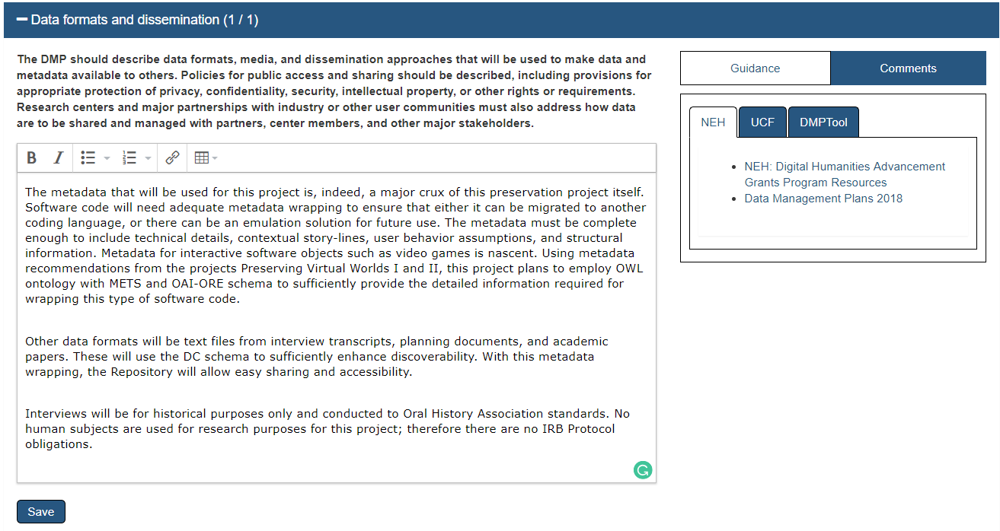 Data formats and dissemination (1 / 1)
The DMP should describe data formats, media, and dissemination approaches that will be used to make data and
metadata available to others. Policies for public access and sharing should be described, including provisions for
appropriate protection of privacy, confidentiality, security, intellectual property, or other rights or requirements.
Research centers and major partnerships with industry or other user communities must also address how data
are to be shared and managed with partners, center members, and other major stakeholders.
B I
The metadata that will be used for this project is, indeed, a major crux of this preservation project itself.
Software code will need adequate metadata wrapping to ensure that either it can be migrated to another
coding language, or there can be an emulation solution for future use. The metadata must be complete
enough to include technical details, contextual story-lines, user behavior assumptions, and structural
information. Metadata for interactive software objects such as video games is nascent. Using metadata
recommendations from the projects Preserving Virtual Worlds I and II, this project plans to employ OWL
ontology with METS and OAI-ORE schema to sufficiently provide the detailed information required for
wrapping this type of software code.
Other data formats will be text files from interview transcripts, planning documents, and academic
papers. These will use the DC schema to sufficiently enhance discoverability. With this metadata
wrapping, the Repository will allow easy sharing and accessibility.
Interviews will be for historical purposes only and conducted to Oral History Association standards. No
human subjects are used for research purposes for this project; therefore there are no IRB Protocol
obligations.
Save
Guidance Comments
NEH UCF DMPTool
• NEH: Digital Humanities Advancement
Grants Program Resources
• Data Management Plans 2018